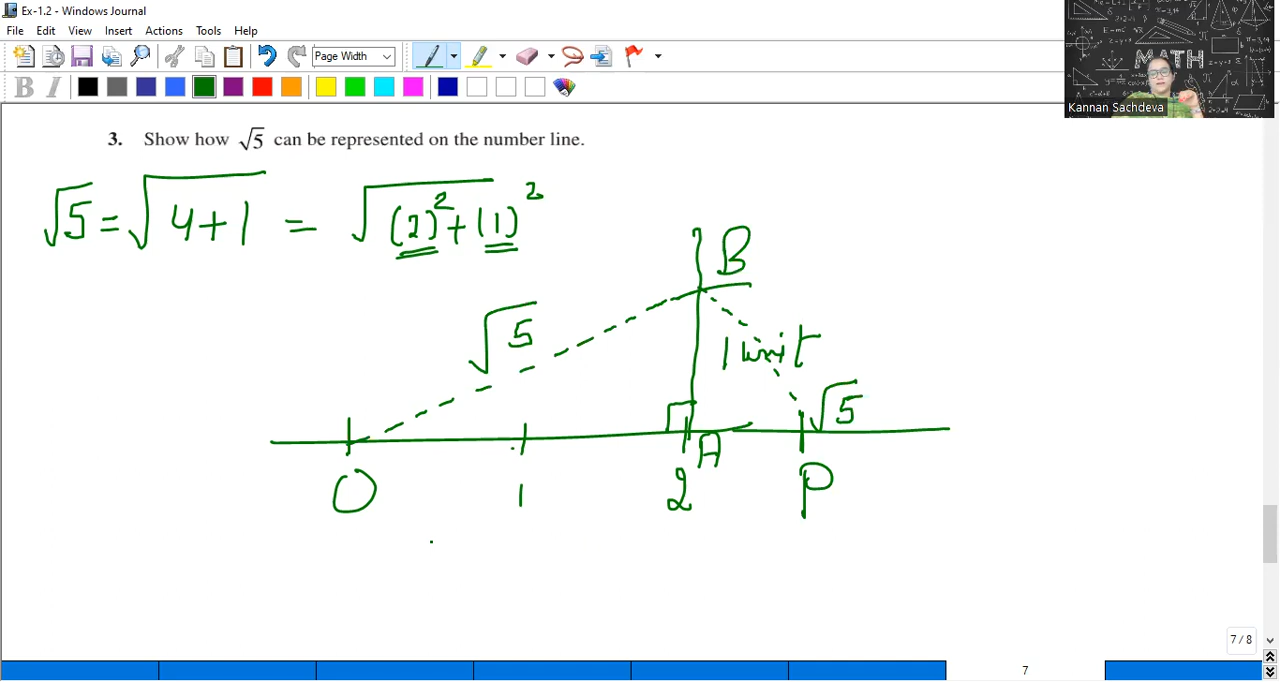 Ex-1.2 - Windows Journal
File Edit View Insert Actions Tools Help
Page Width
B I
MATH
Kannan Sachdeva
3. Show how √5 can be represented on the number line.
√5 = √4+1 = √(2)²+(1)²
B
√5
1 unit
√5
A
O 1 2 P
7 / 8
7